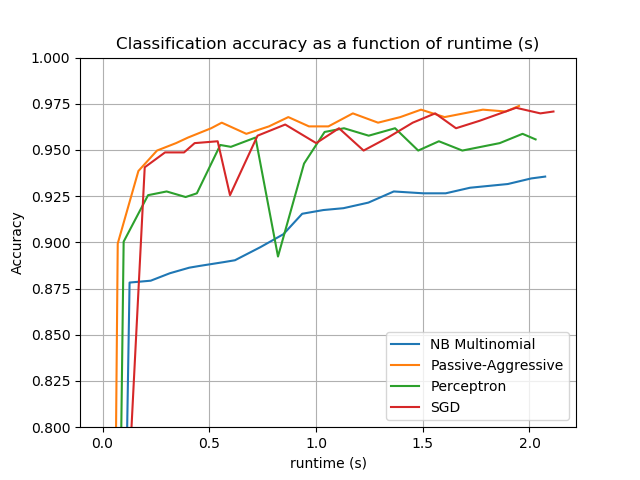 Classification accuracy as a function of runtime (s)
1.000
0.975
0.950
0.925
0.900
0.875
0.850
0.825
0.800
Accuracy
NB Multinomial
Passive-Aggressive
Perceptron
SGD
0.0 0.5 1.0 1.5 2.0
runtime (s)